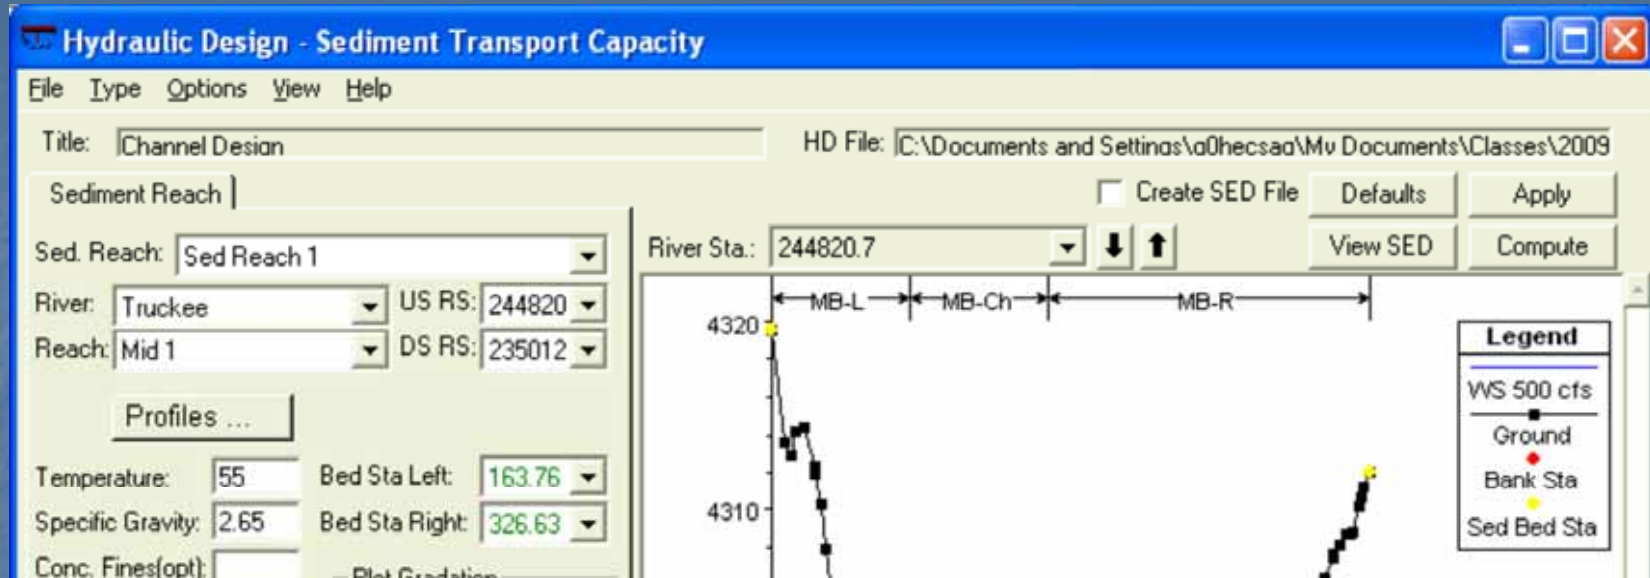 Hydraulic Design - Sediment Transport Capacity
File Type Options View Help
Title: Channel Design HD File: C:\Documents and Settings\q0hecsag\My Documents\Classes\2009
Sediment Reach Create SED File Defaults Apply
Sed. Reach: Sed Reach 1 River Sta.: 244820.7 View SED Compute
River: Truckee US RS: 244820
Reach: Mid 1 DS RS: 235012
Profiles ...
Temperature: 55 Bed Sta Left: 163.76
Specific Gravity: 2.65 Bed Sta Right: 326.63
Conc. Fines(opt): Plot Gradation
MB-L MB-Ch MB-R
4320
4310
Legend
WS 500 cfs
Ground
Bank Sta
Sed Bed Sta